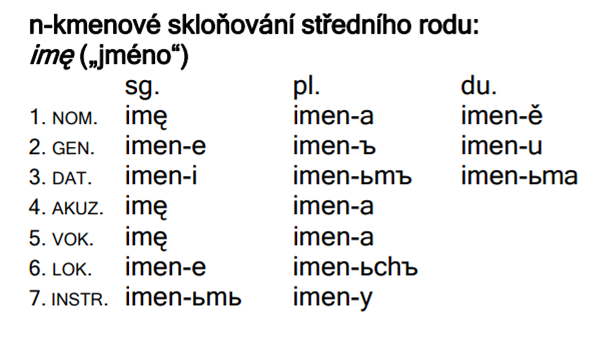 n-kmenové skloňování středního rodu:
imę („jméno“)
sg. pl. du.
1. NOM. imę imen-a imen-ě
2. GEN. imen-e imen-ъ imen-u
3. DAT. imen-i imen-ьmъ imen-ьma
4. AKUZ. imę imen-a
5. VOK. imę imen-a
6. LOK. imen-e imen-ьchъ
7. INSTR. imen-ьmь imen-y